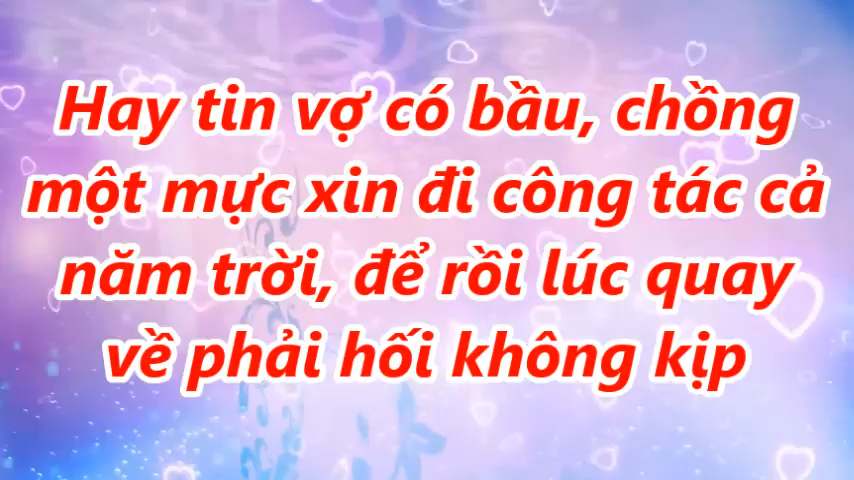 Hay tin vợ có bầu, chồng
một mực xin đi công tác cả
năm trời, để rồi lúc quay
về phải hối không kịp